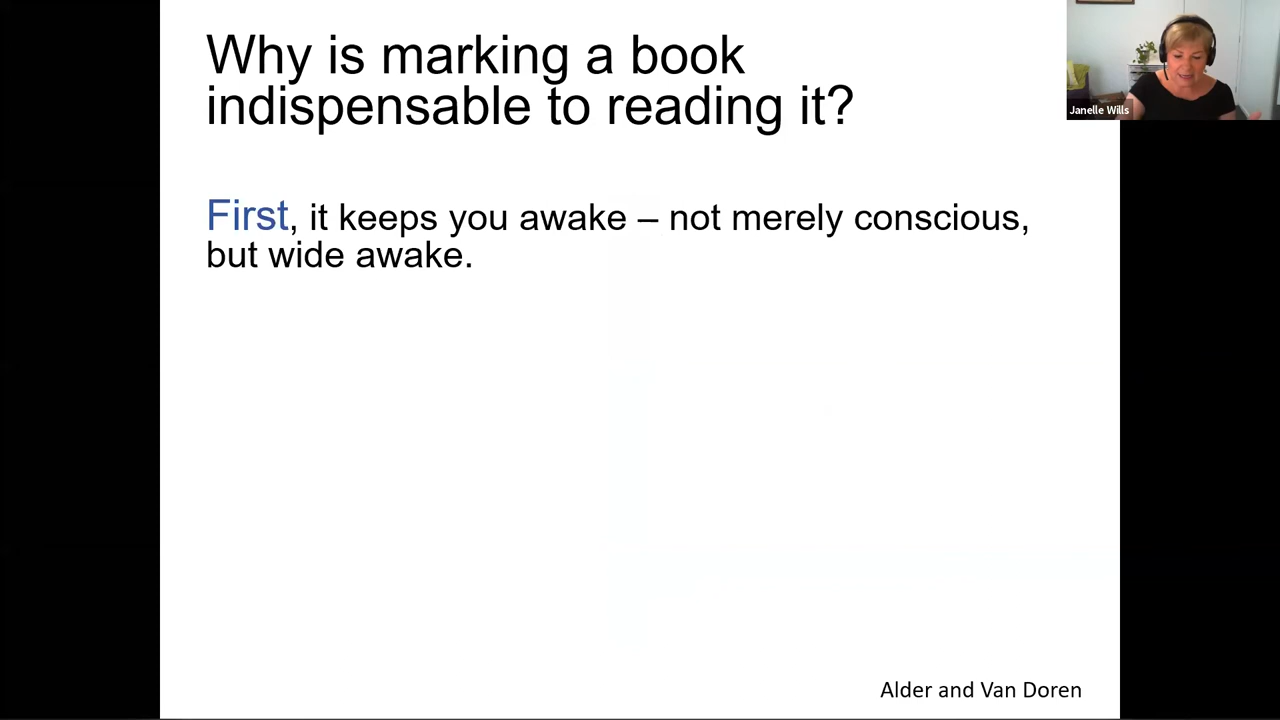 Why is marking a book
indispensable to reading it?
Janelle Wills
First, it keeps you awake – not merely conscious,
but wide awake.
Alder and Van Doren